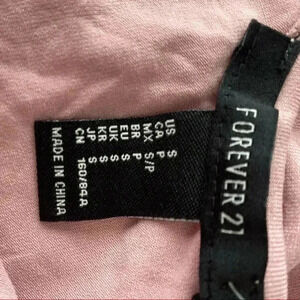 FOREVER 21
US S
CA P
MX S/P
BR P
EU S
UK S
KR S
JP S
CN 160/84A
MADE IN CHINA